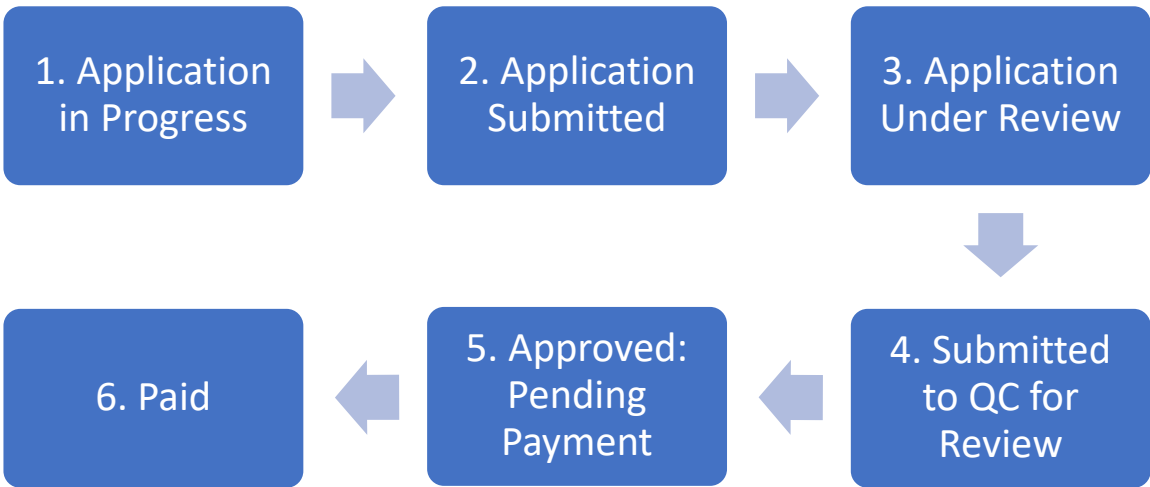 1. Application
in Progress
2. Application
Submitted
3. Application
Under Review
4. Submitted
to QC for
Review
5. Approved:
Pending
Payment
6. Paid